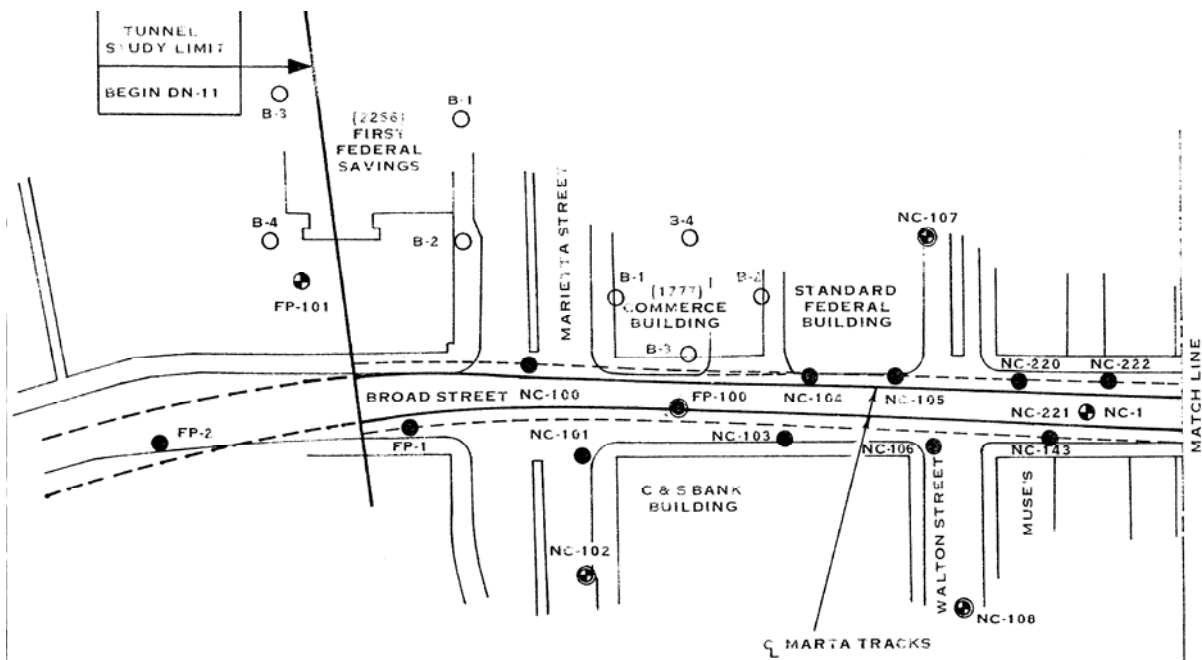 TUNNEL
STUDY LIMIT
BEGIN DN-11
B-3
B-1
(2256)
FIRST
FEDERAL
SAVINGS
B-4
B-2
FP-101
MARIETTA STREET
B-4
NC-107
B-1
B-2
(1777)
COMMERCE
BUILDING
STANDARD
FEDERAL
BUILDING
B-3
NC-220
NC-222
BROAD STREET
NC-100
FP-100
NC-104
NC-105
NC-221
NC-1
MATCH LINE
FP-2
FP-1
NC-101
NC-103
NC-106
NC-143
C & S BANK
BUILDING
WALTON STREET
MUSE'S
NC-102
NC-108
CL MARTA TRACKS